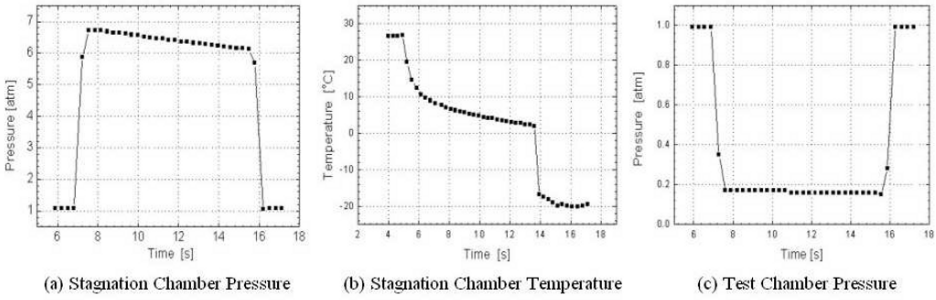 7
6
5
4
3
2
1
6 8 10 12 14 16 18
Pressure [atm]
Time [s]
(a) Stagnation Chamber Pressure
30
20
10
0
-10
-20
2 4 6 8 10 12 14 16 18
Temperature [°C]
Time [s]
(b) Stagnation Chamber Temperature
1.0
0.8
0.6
0.4
0.2
0.0
6 8 10 12 14 16 18
Pressure [atm]
Time [s]
(c) Test Chamber Pressure